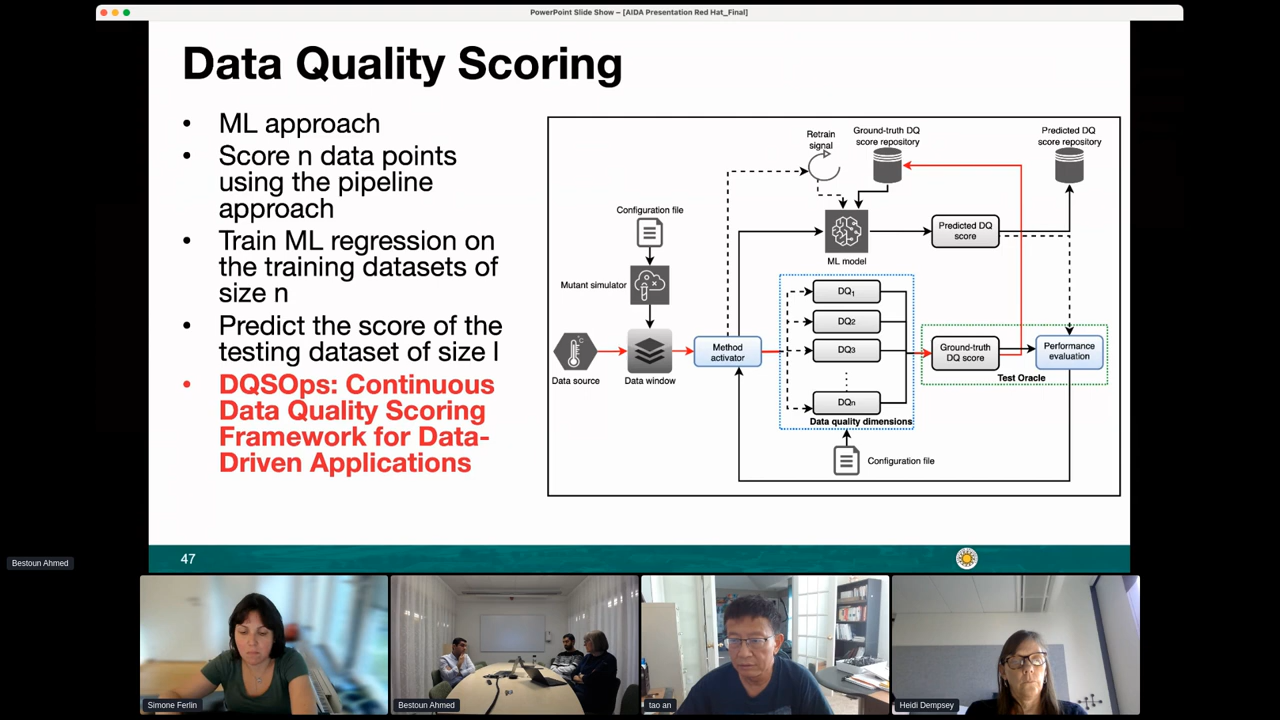 PowerPoint Slide Show – [AIDA Presentation Red Hat_Final]
Data Quality Scoring
• ML approach
• Score n data points
using the pipeline
approach
• Train ML regression on
the training datasets of
size n
• Predict the score of the
testing dataset of size l
• DQSOps: Continuous
Data Quality Scoring
Framework for Data-
Driven Applications
Retrain
signal
Ground-truth DQ
score repository
Predicted DQ
score repository
Configuration file
Mutant simulator
ML model
Predicted DQ
score
DQ1
DQ2
DQ3
DQn
Data source
Data window
Method
activator
Ground-truth
DQ score
Performance
evaluation
Test Oracle
Data quality dimensions
Configuration file
47
Bestoun Ahmed
Simone Ferlin
Bestoun Ahmed
tao an
Heidi Dempsey